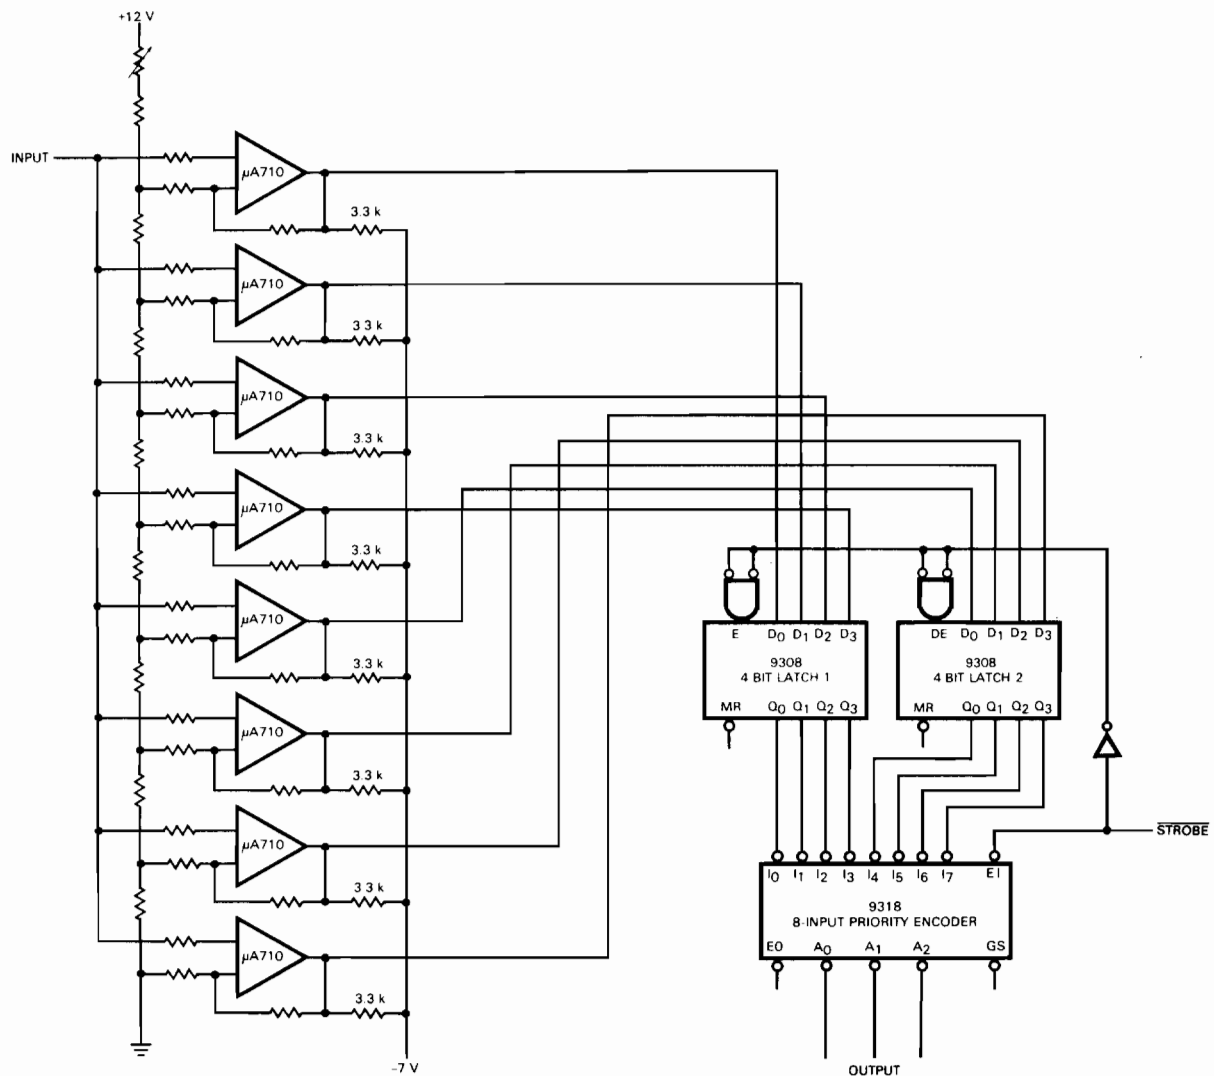 +12 V
INPUT
μA710
3.3 k
μA710
3 3 k
μA710
3.3 k
μA710
3.3 k
μA710
3.3 k
μA710
3.3 k
μA710
3 3 k
μA710
3.3 k
-7 V
E D0 D1 D2 D3
9308
4 BIT LATCH 1
MR Q0 Q1 Q2 Q3
DE D0 D1 D2 D3
9308
4 BIT LATCH 2
MR Q0 Q1 Q2 Q3
STROBE
I0 I1 I2 I3 I4 I5 I6 I7 EI
9318
8-INPUT PRIORITY ENCODER
EO A0 A1 A2 GS
OUTPUT